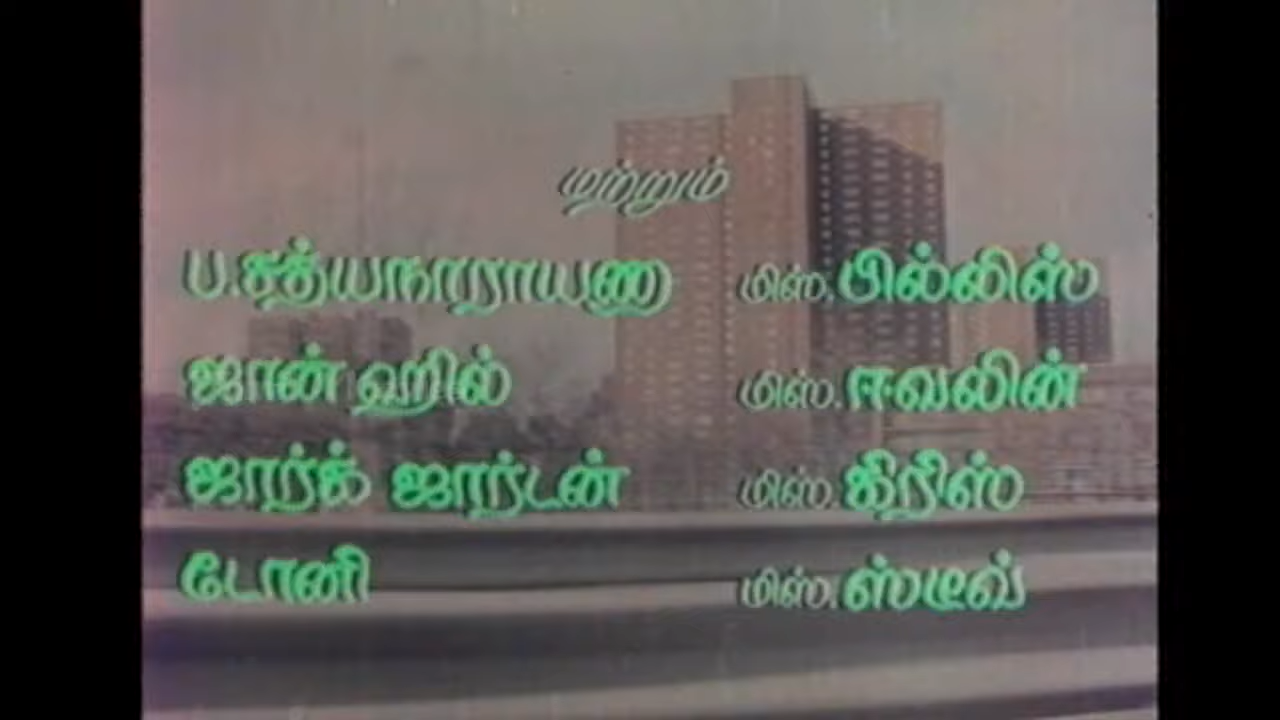 மற்றும்
ப.சத்யநாராயண மிஸ்.பில்லிஸ்
ஜான் ஹில் மிஸ்.ஈவலின்
ஜார்க் ஜார்டன் மிஸ்.கிரிஸ்
டோனி மிஸ்.ஸ்டீவ்